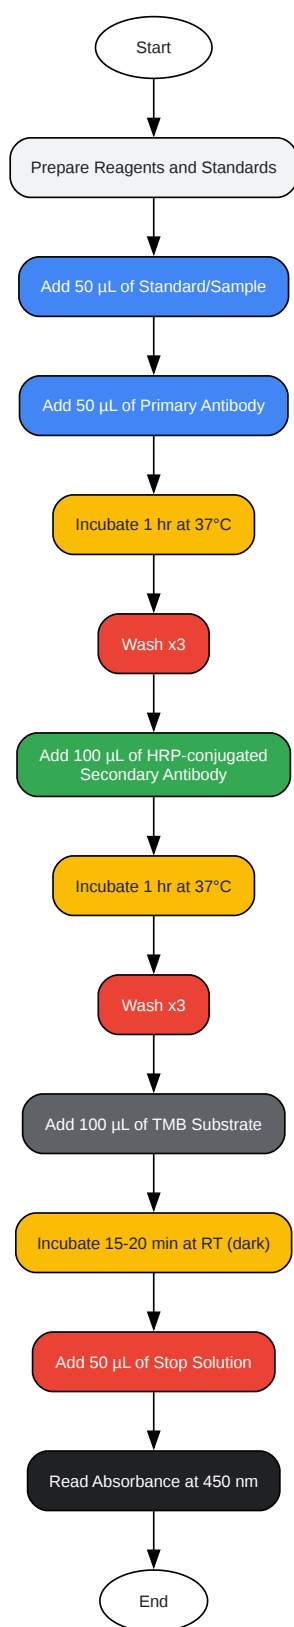 Start
Prepare Reagents and Standards
Add 50 µL of Standard/Sample
Add 50 µL of Primary Antibody
Incubate 1 hr at 37°C
Wash x3
Add 100 µL of HRP-conjugated
Secondary Antibody
Incubate 1 hr at 37°C
Wash x3
Add 100 µL of TMB Substrate
Incubate 15-20 min at RT (dark)
Add 50 µL of Stop Solution
Read Absorbance at 450 nm
End